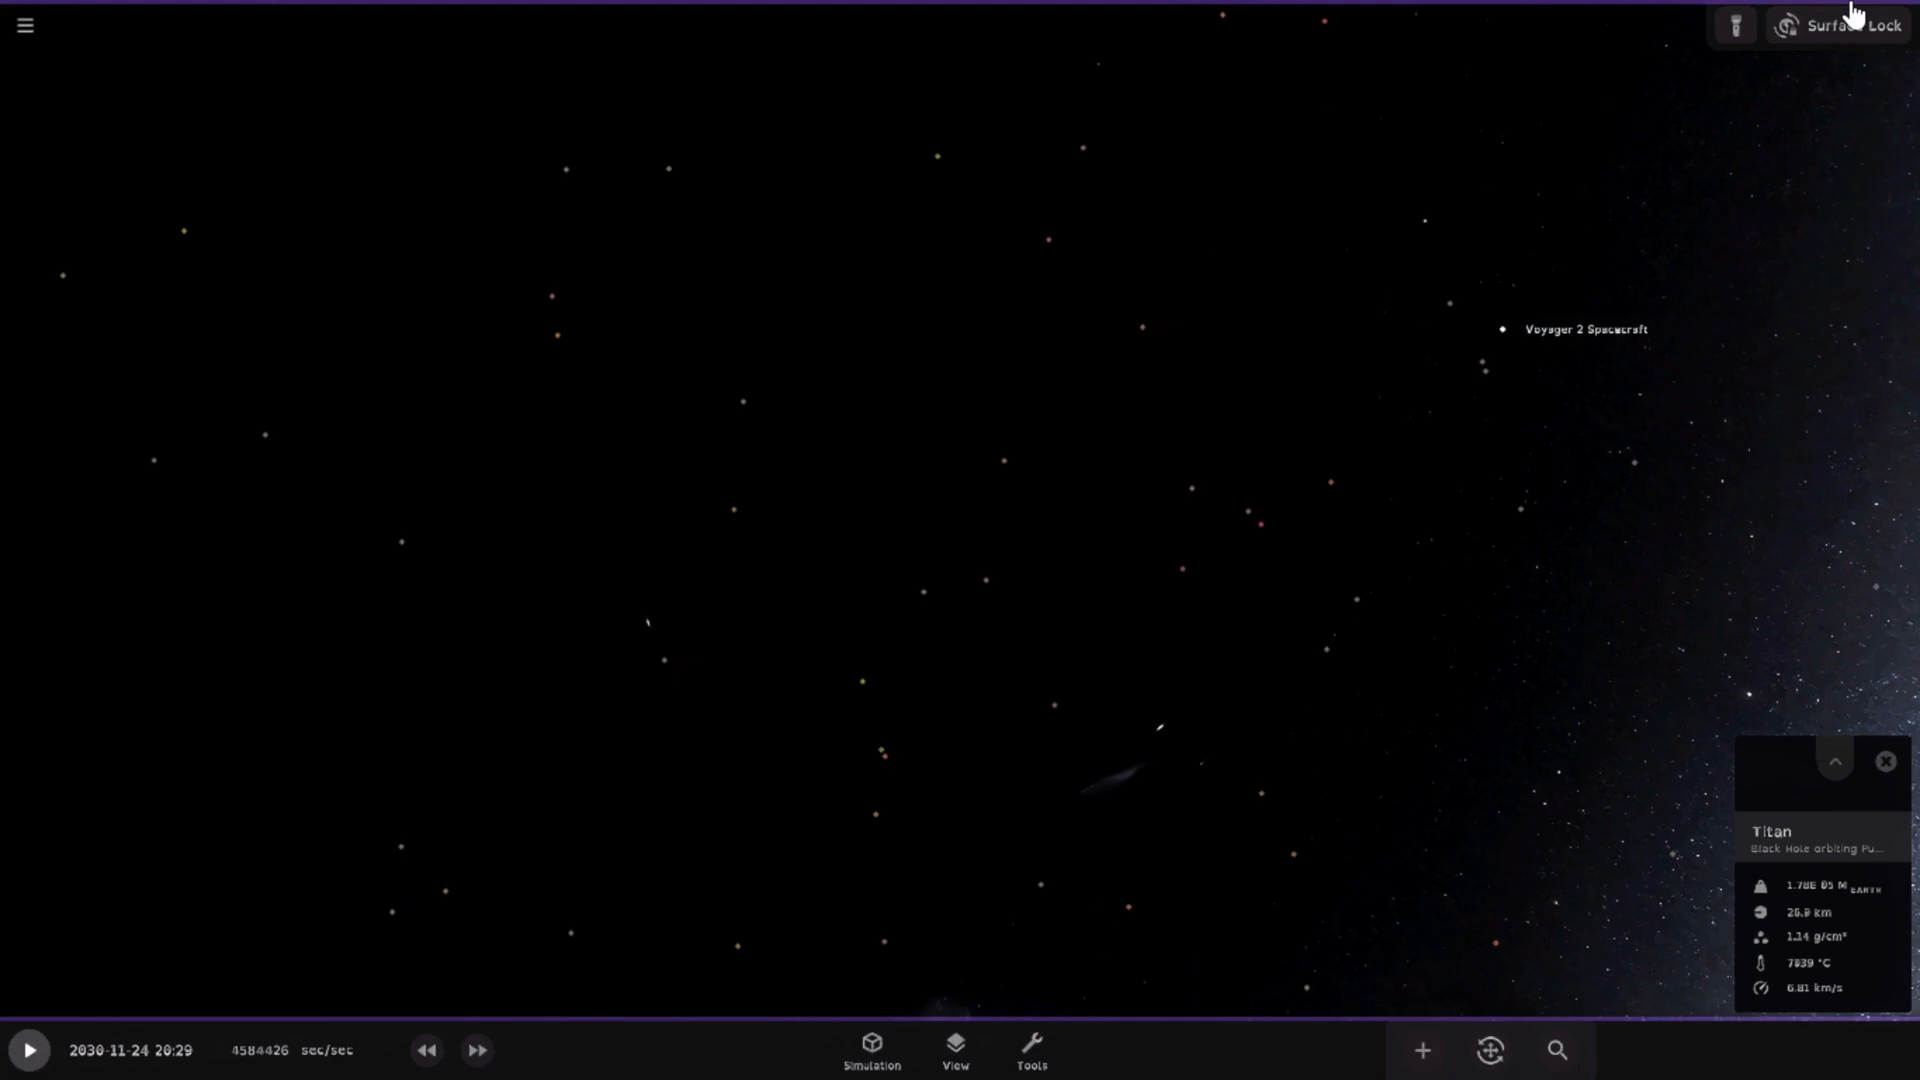 Surface Lock
Voyager 2 Spacecraft
Titan
Black Hole orbiting Pu...
1.78E 05 M EARTH
26.9 km
1.14 g/cm³
7839 °C
6.81 km/s
2030-11-24 20:29
4584426 sec/sec
Simulation
View
Tools